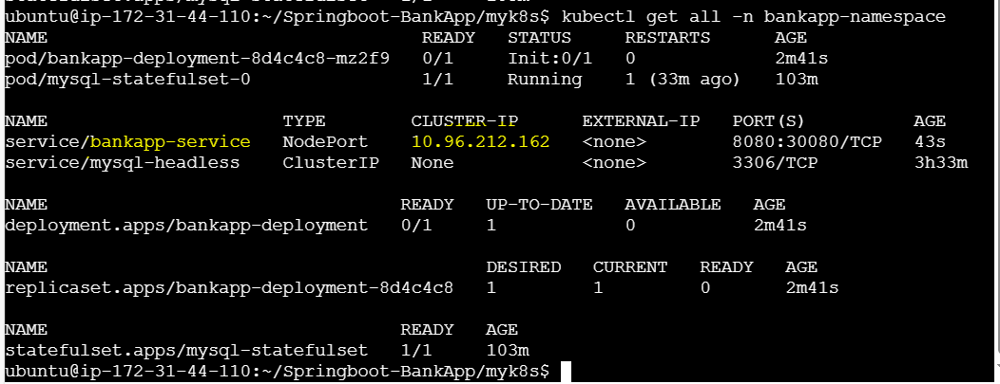 ubuntu@ip-172-31-44-110:~/Springboot-BankApp/myk8s$ kubectl get all -n bankapp-namespace
NAME READY STATUS RESTARTS AGE
pod/bankapp-deployment-8d4c4c8-mz2f9 0/1 Init:0/1 0 2m41s
pod/mysql-statefulset-0 1/1 Running 1 (33m ago) 103m
NAME TYPE CLUSTER-IP EXTERNAL-IP PORT(S) AGE
service/bankapp-service NodePort 10.96.212.162 <none> 8080:30080/TCP 43s
service/mysql-headless ClusterIP None <none> 3306/TCP 3h33m
NAME READY UP-TO-DATE AVAILABLE AGE
deployment.apps/bankapp-deployment 0/1 1 0 2m41s
NAME DESIRED CURRENT READY AGE
replicaset.apps/bankapp-deployment-8d4c4c8 1 1 0 2m41s
NAME READY AGE
statefulset.apps/mysql-statefulset 1/1 103m
ubuntu@ip-172-31-44-110:~/Springboot-BankApp/myk8s$